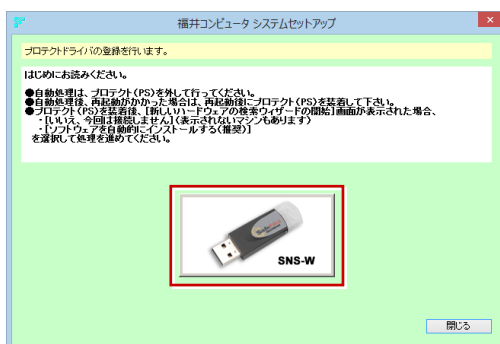 福井コンピュータ システムセットアップ
プロテクトドライバの登録を行います。
はじめにお読みください。
●自動処理は、プロテクト(PS)を外して行ってください。
●自動処理後、再起動がかかった場合は、再起動後にプロテクト(PS)を装着して下さい。
●プロテクト(PS)を装着後、[新しいハードウェアの検索ウィザードの開始]画面が表示された場合、
・[いいえ、今回は接続しません](表示されないマシンもあります)
・[ソフトウェアを自動的にインストールする(推奨)]
を選択して処理を進めてください。
SNS-W
閉じる